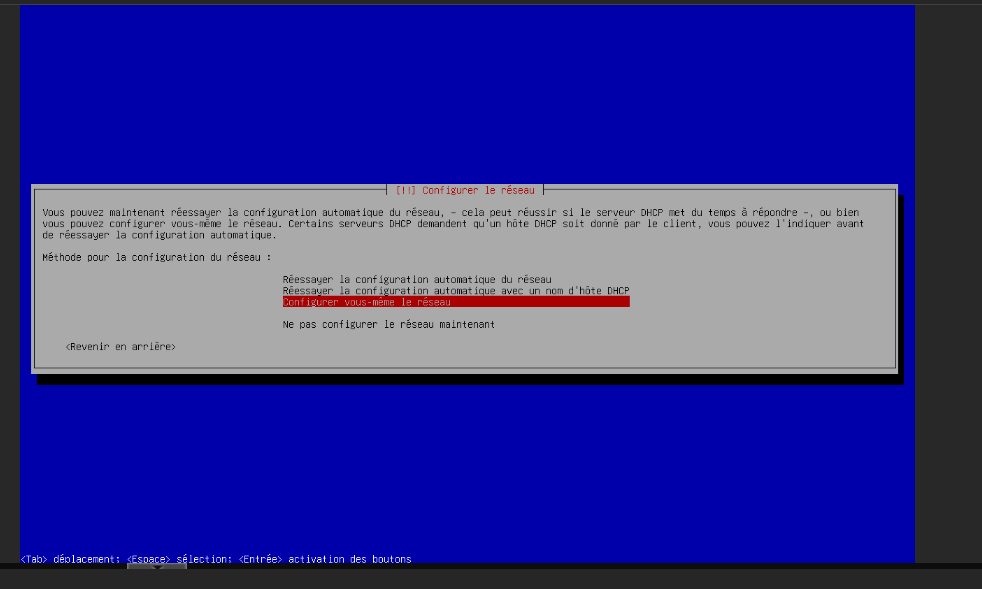 [!!] Configurer le réseau
Vous pouvez maintenant réessayer la configuration automatique du réseau, – cela peut réussir si le serveur DHCP met du temps à répondre –, ou bien
vous pouvez configurer vous-même le réseau. Certains serveurs DHCP demandent qu'un hôte DHCP soit donné par le client, vous pouvez l'indiquer avant
de réessayer la configuration automatique.
Méthode pour la configuration du réseau :
Réessayer la configuration automatique du réseau
Réessayer la configuration automatique avec un nom d'hôte DHCP
Configurer vous-même le réseau
Ne pas configurer le réseau maintenant
<Revenir en arrière>
<Tab> déplacement; <Espace> sélection; <Entrée> activation des boutons